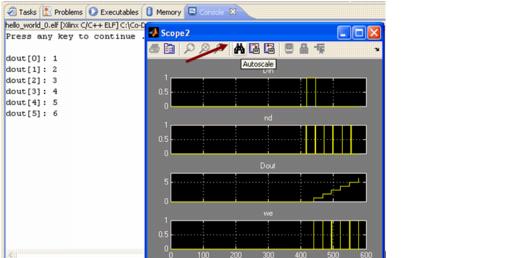 Tasks Problems Executables Memory Console
hello_world_0.elf [Xilinx C/C++ ELF] C:\Co-D
Press any key to continue .
dout[0]: 1
dout[1]: 2
dout[2]: 3
dout[3]: 4
dout[4]: 5
dout[5]: 6
Scope2
Autoscale
Din
1
0.5
0
nd
1
0.5
0
Dout
5
0
we
1
0.5
0
0 100 200 300 400 500 600